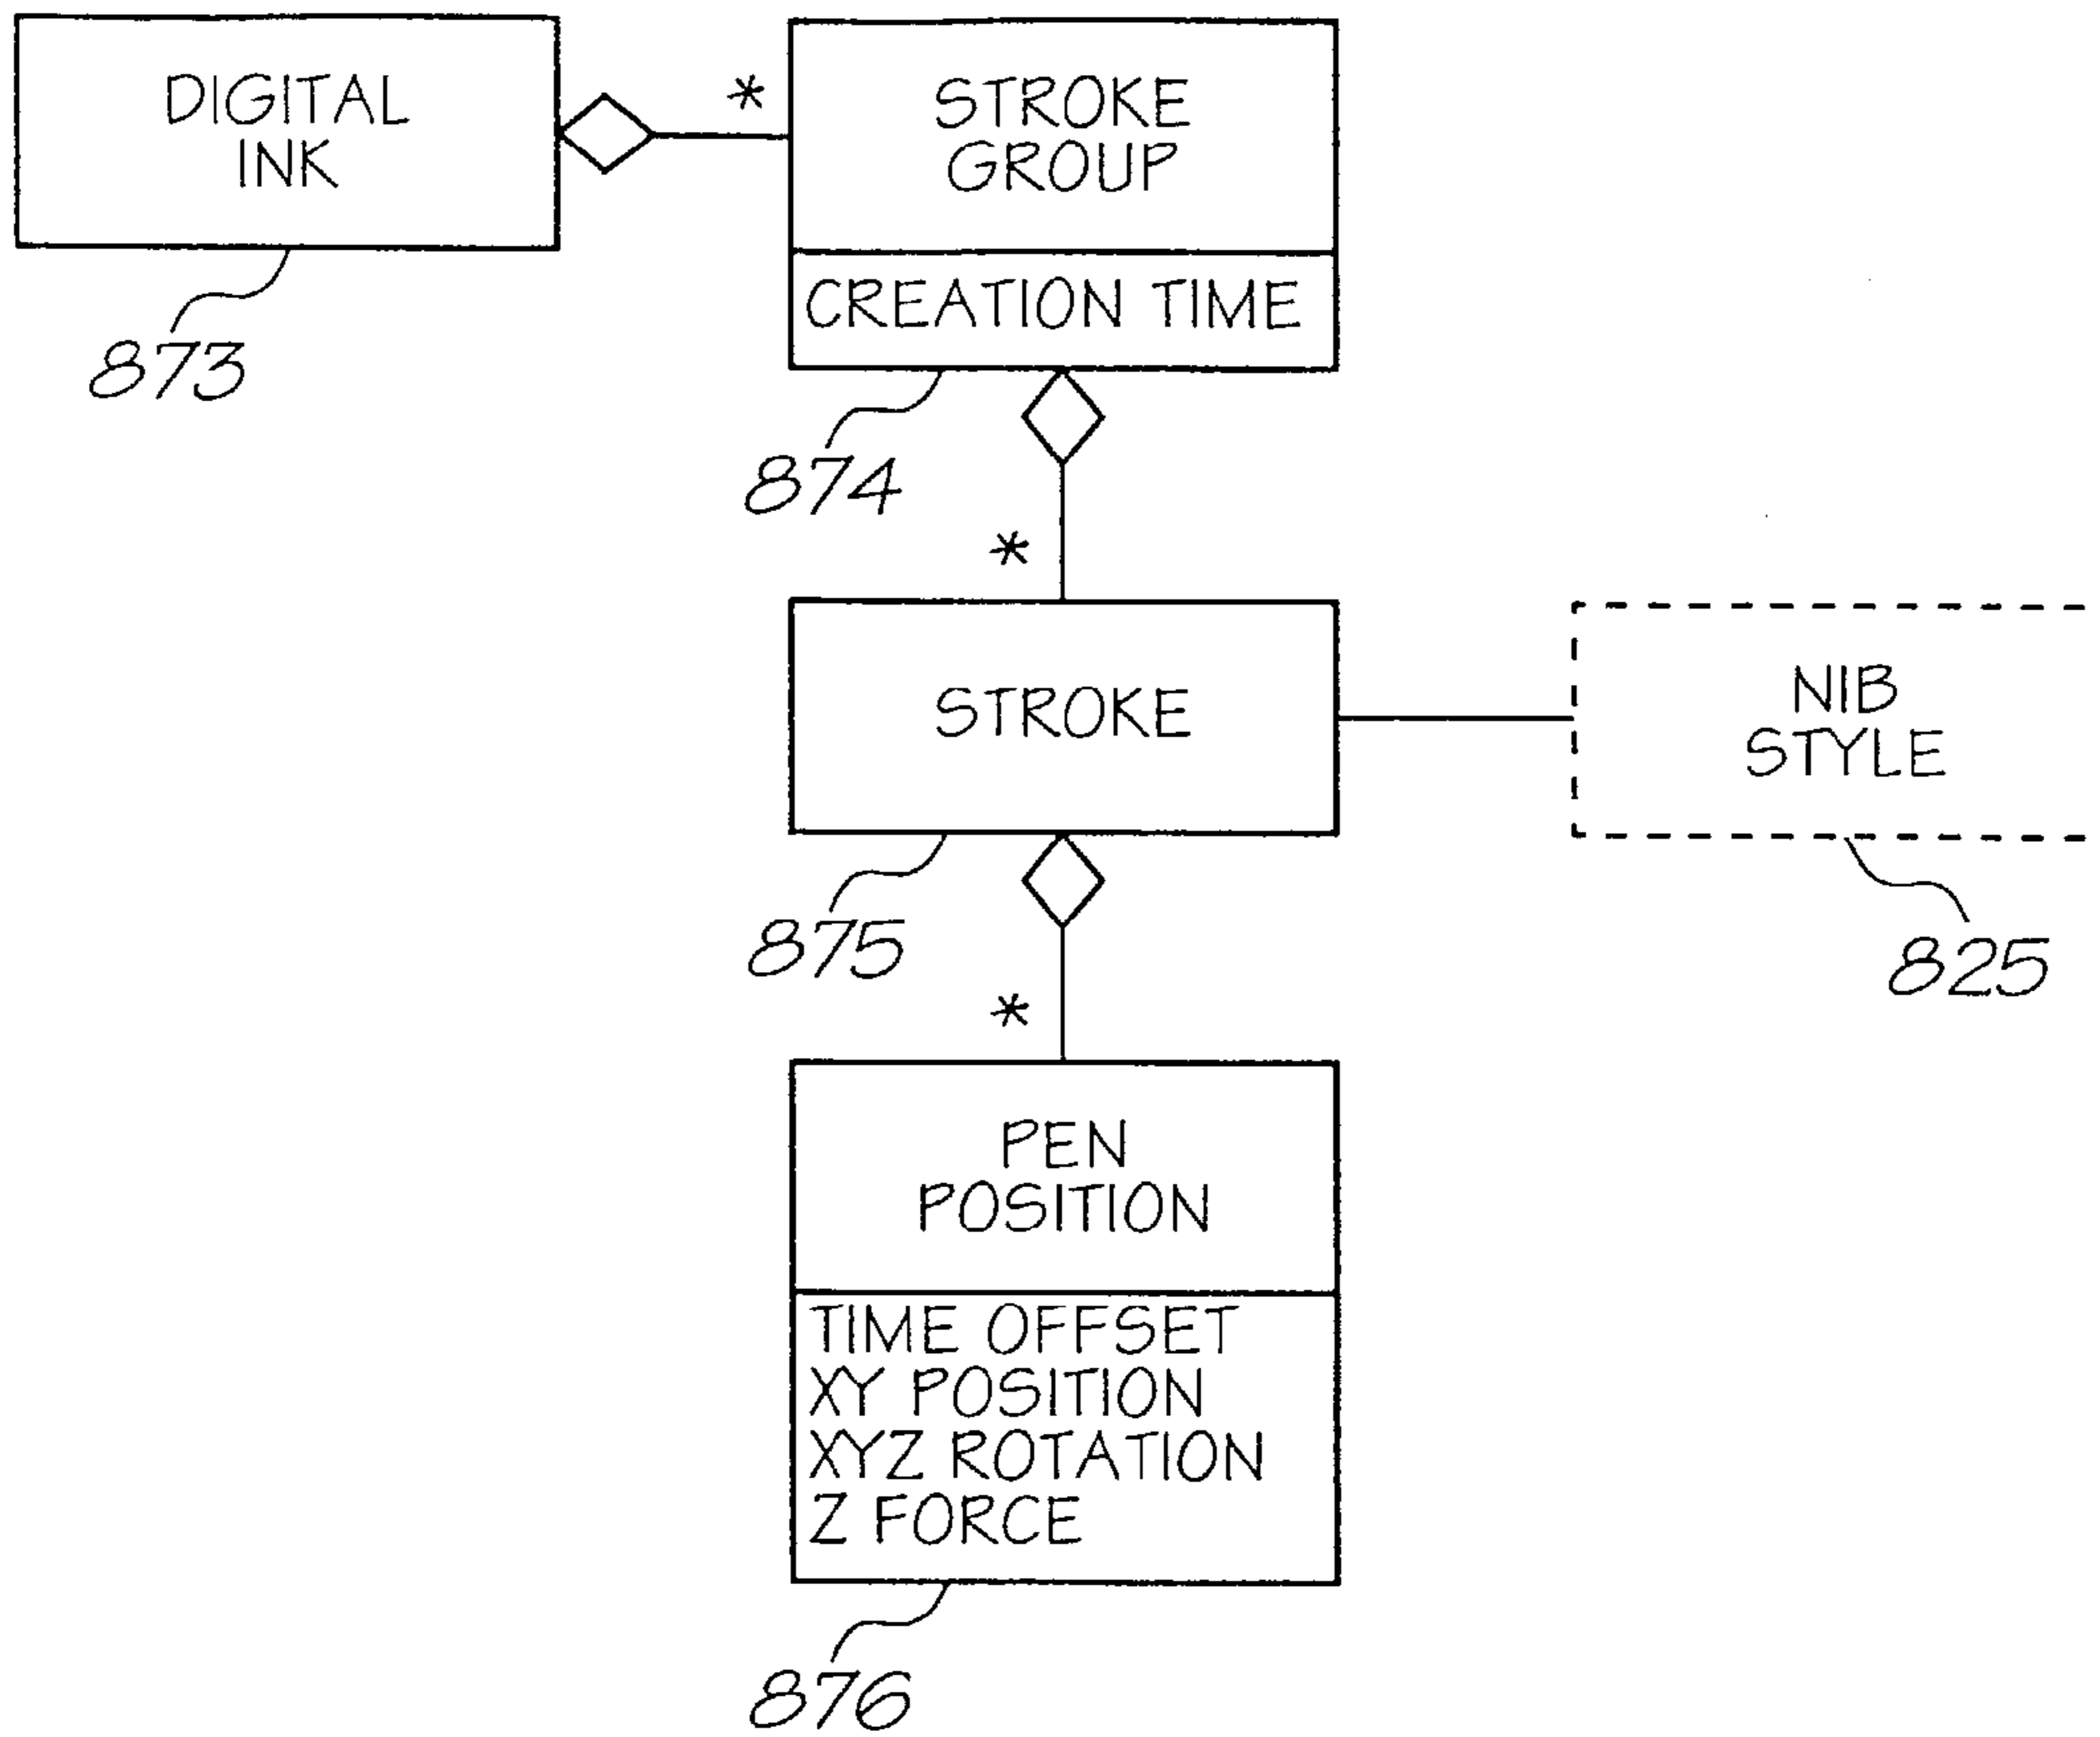 DIGITAL
INK
873
*
STROKE
GROUP
CREATION TIME
874
*
STROKE
875
NIB
STYLE
825
*
PEN
POSITION
TIME OFFSET
XY POSITION
XYZ ROTATION
Z FORCE
876